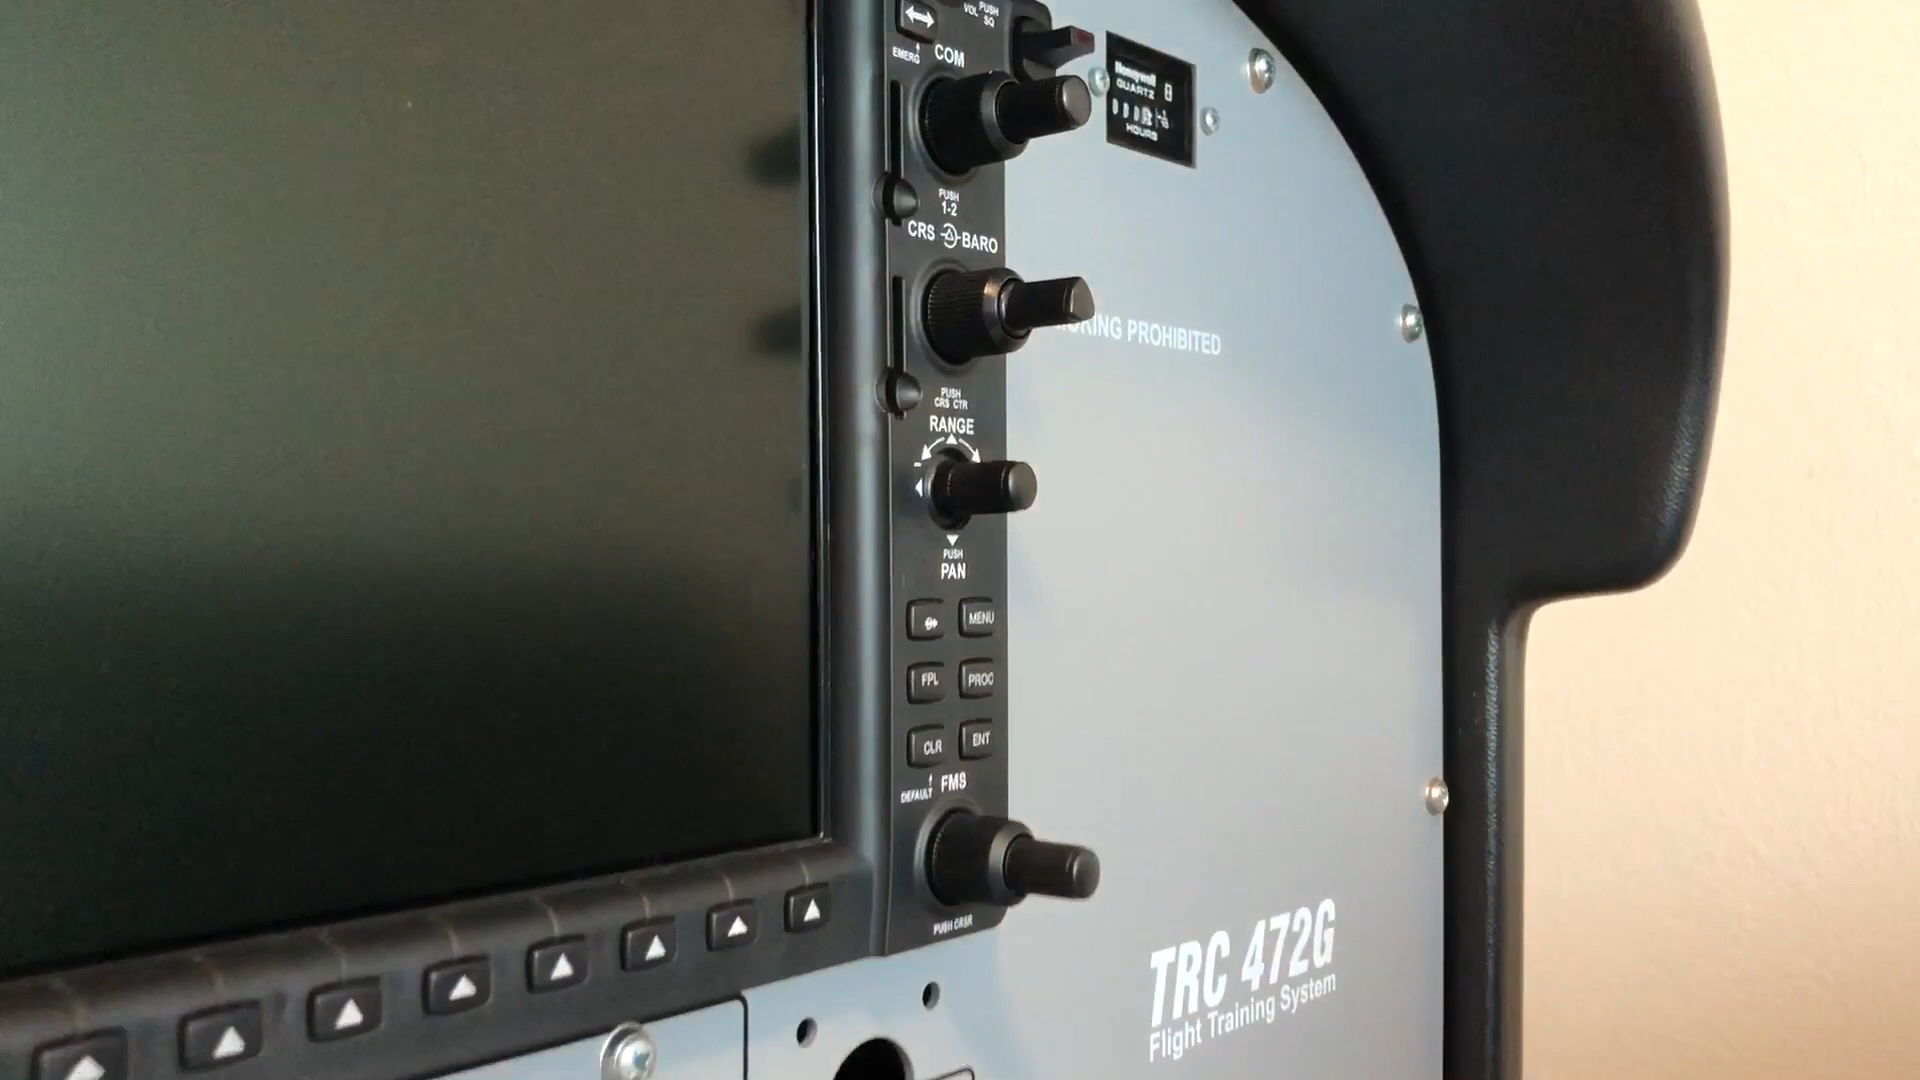 VOL PUSH
SQ
EMERG
COM
Honeywell
QUARTZ
HOURS
PUSH
1-2
CRS BARO
PROHIBITED
PUSH
CRS CTR
RANGE
PUSH
PAN
MENU
FPL
PROC
CLR
ENT
FMS
DEFAULT
PUSH CRSR
TRC 472G
Flight Training System